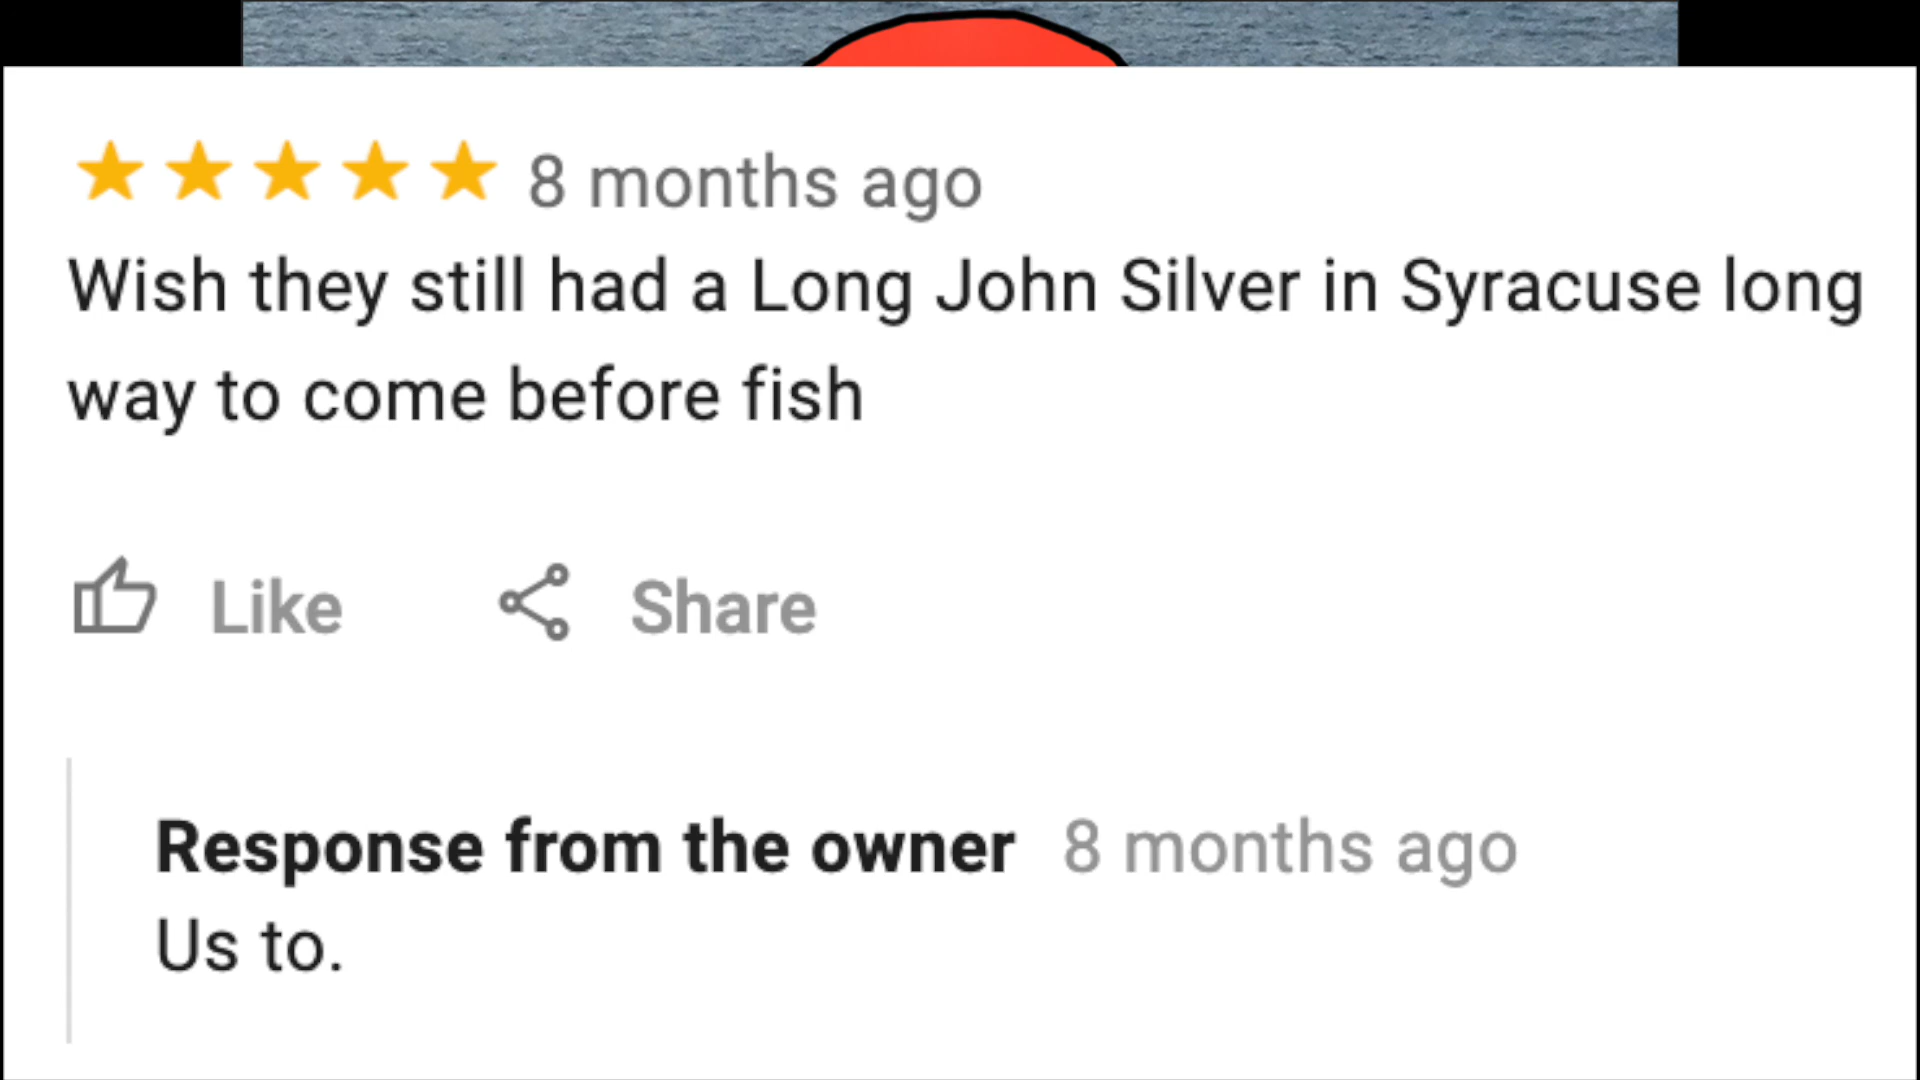 8 months ago
Wish they still had a Long John Silver in Syracuse long
way to come before fish
Like Share
Response from the owner 8 months ago
Us to.